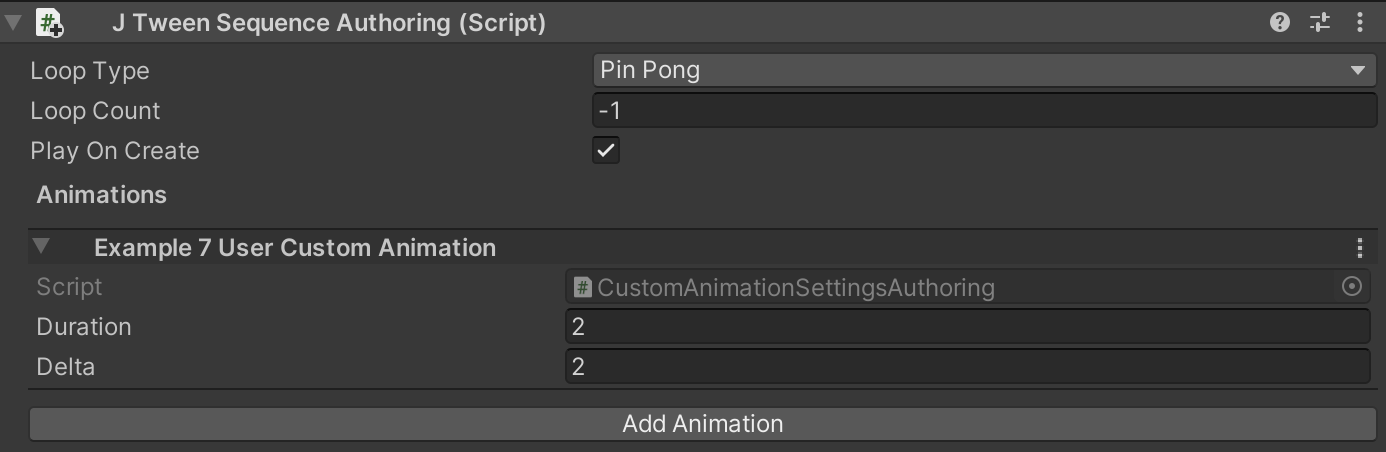 J Tween Sequence Authoring (Script)
Loop Type Pin Pong
Loop Count -1
Play On Create
Animations
Example 7 User Custom Animation
Script # CustomAnimationSettingsAuthoring
Duration 2
Delta 2
Add Animation